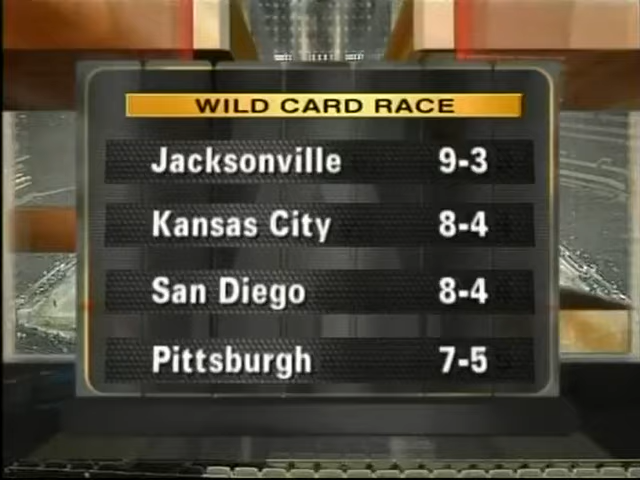 WILD CARD RACE
Jacksonville 9-3
Kansas City 8-4
San Diego 8-4
Pittsburgh 7-5